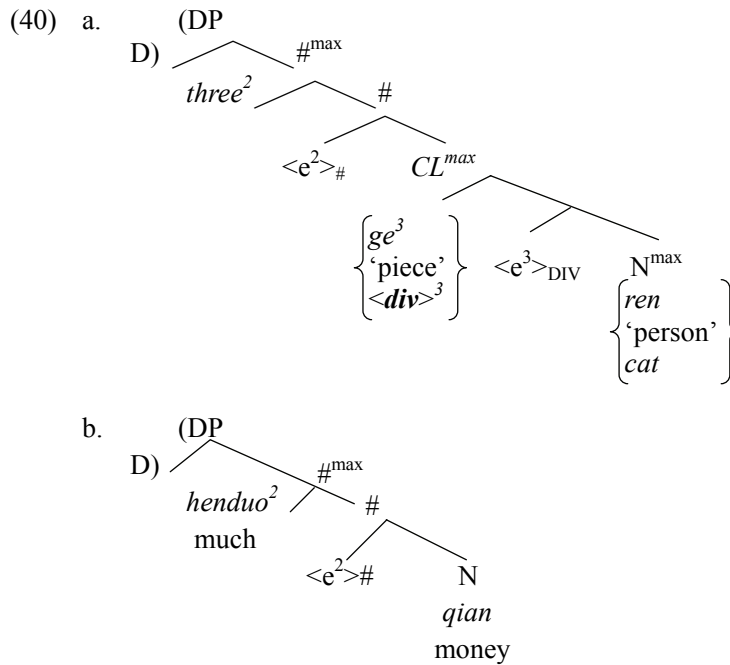 (40) a. (DP
D) #max
three2 #
<e2># CLmax
ge3
‘piece’ <e3>DIV Nmax
<div>3 ren
‘person’
cat
b. (DP
D) #max
henduo2 #
much
<e2># N
qian
money